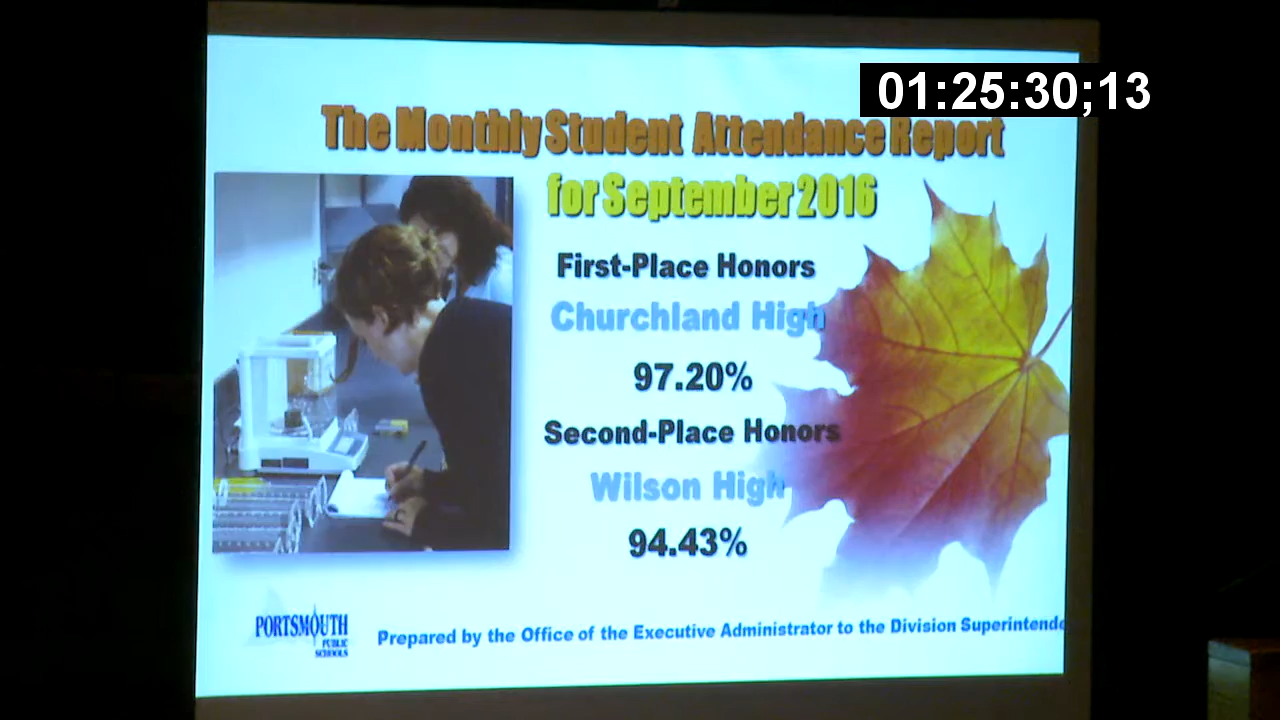 01:25:30;13
The Monthly Student Attendance Report
for September 2016
First-Place Honors
Churchland High
97.20%
Second-Place Honors
Wilson High
94.43%
PORTSMOUTH
PUBLIC
SCHOOLS
Prepared by the Office of the Executive Administrator to the Division Superintende